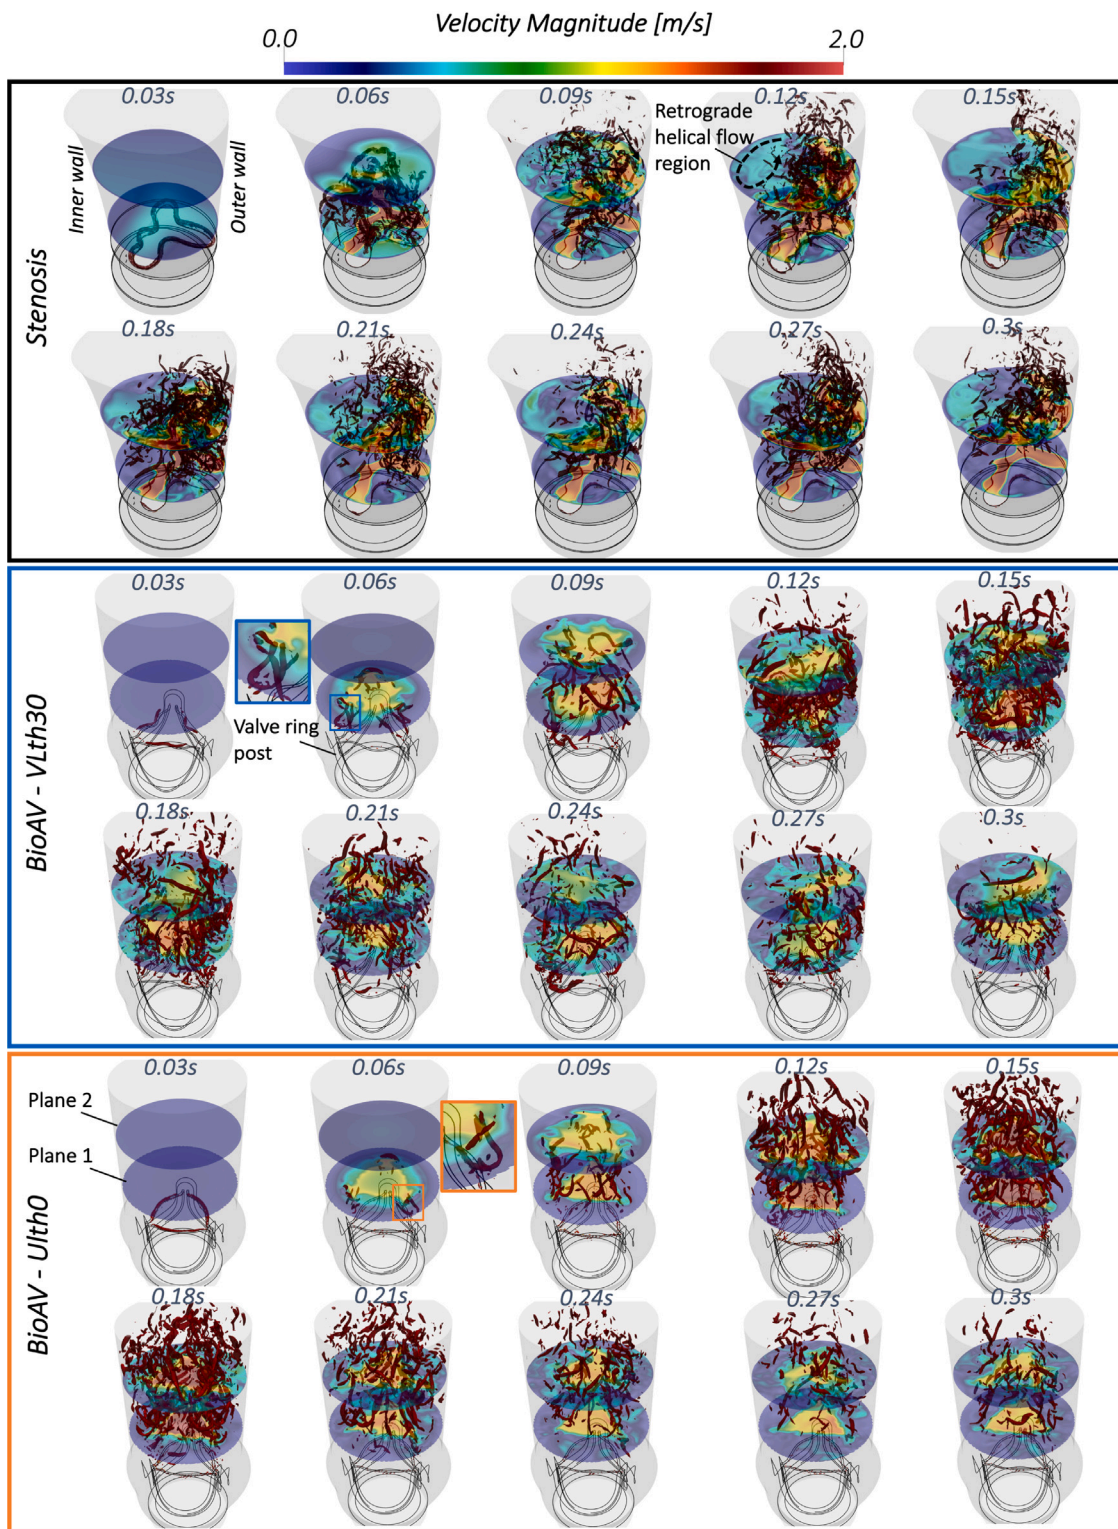 Velocity Magnitude [m/s]
0.0
2.0
Stenosis
0.03s
0.06s
0.09s
0.12s
0.15s
Inner wall
Outer wall
Retrograde
helical flow
region
0.18s
0.21s
0.24s
0.27s
0.3s
BioAV - VLth30
0.03s
0.06s
0.09s
0.12s
0.15s
Valve ring
post
0.18s
0.21s
0.24s
0.27s
0.3s
BioAV - Ulth0
0.03s
0.06s
0.09s
0.12s
0.15s
Plane 2
Plane 1
0.18s
0.21s
0.24s
0.27s
0.3s